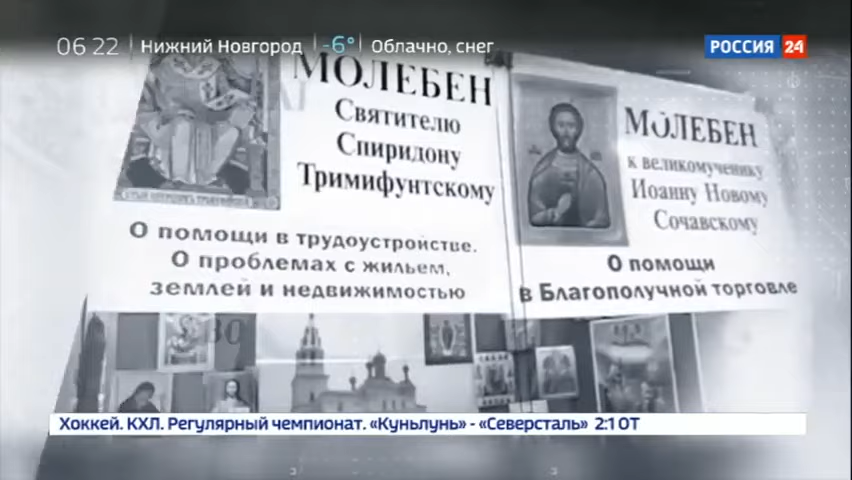 06 22 Нижний Новгород -6° Облачно, снег
РОССИЯ 24
МОЛЕБЕН
Святителю
Спиридону
Тримифунтскому
О помощи в трудоустройстве.
О проблемах с жильем,
землей и недвижимостью
МОЛЕБЕН
к великомученику
Иоанну Новому
Сочавскому
О помощи
в Благополучной торговле
Хоккей. КХЛ. Регулярный чемпионат. «Куньлунь» - «Северсталь» 2:1 ОТ